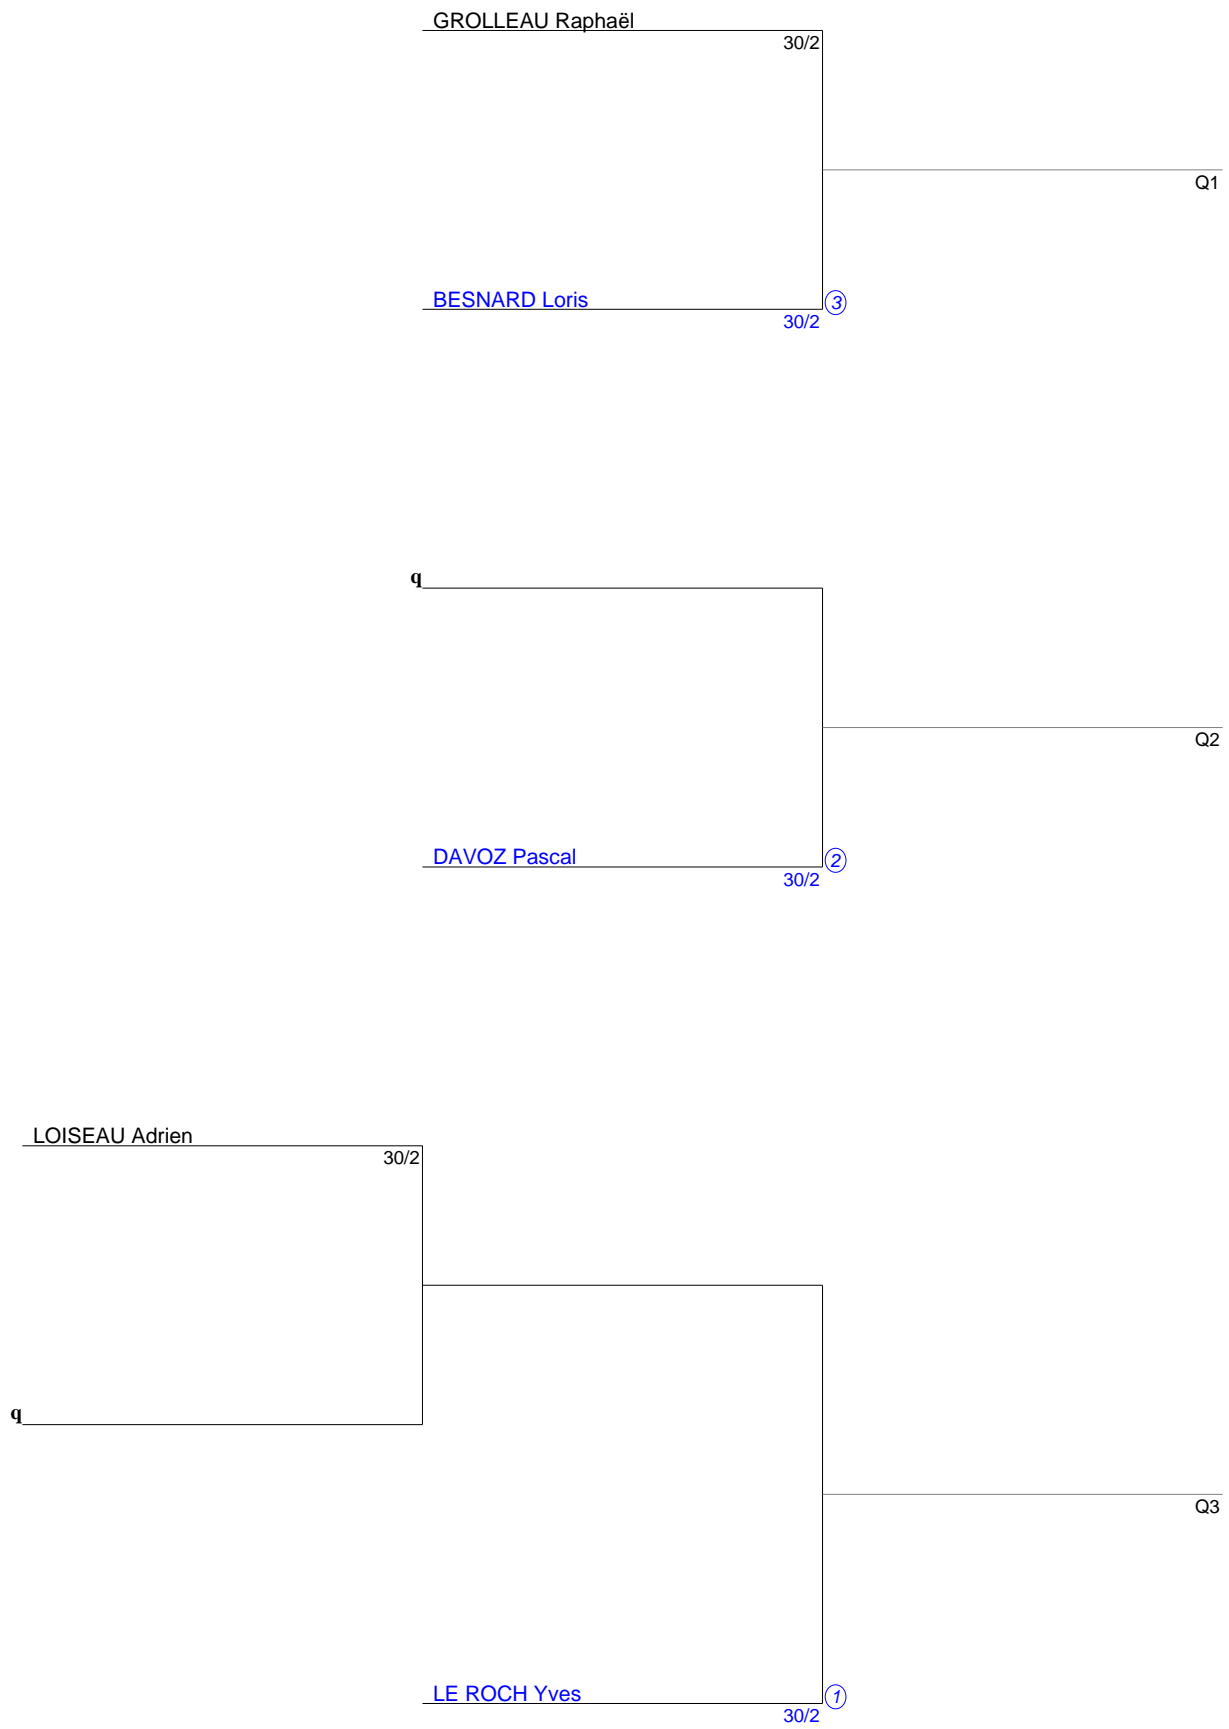 GROLLEAU Raphaël
30/2
Q1
BESNARD Loris
3
30/2
q
Q2
DAVOZ Pascal
2
30/2
LOISEAU Adrien
30/2
q
Q3
LE ROCH Yves
1
30/2